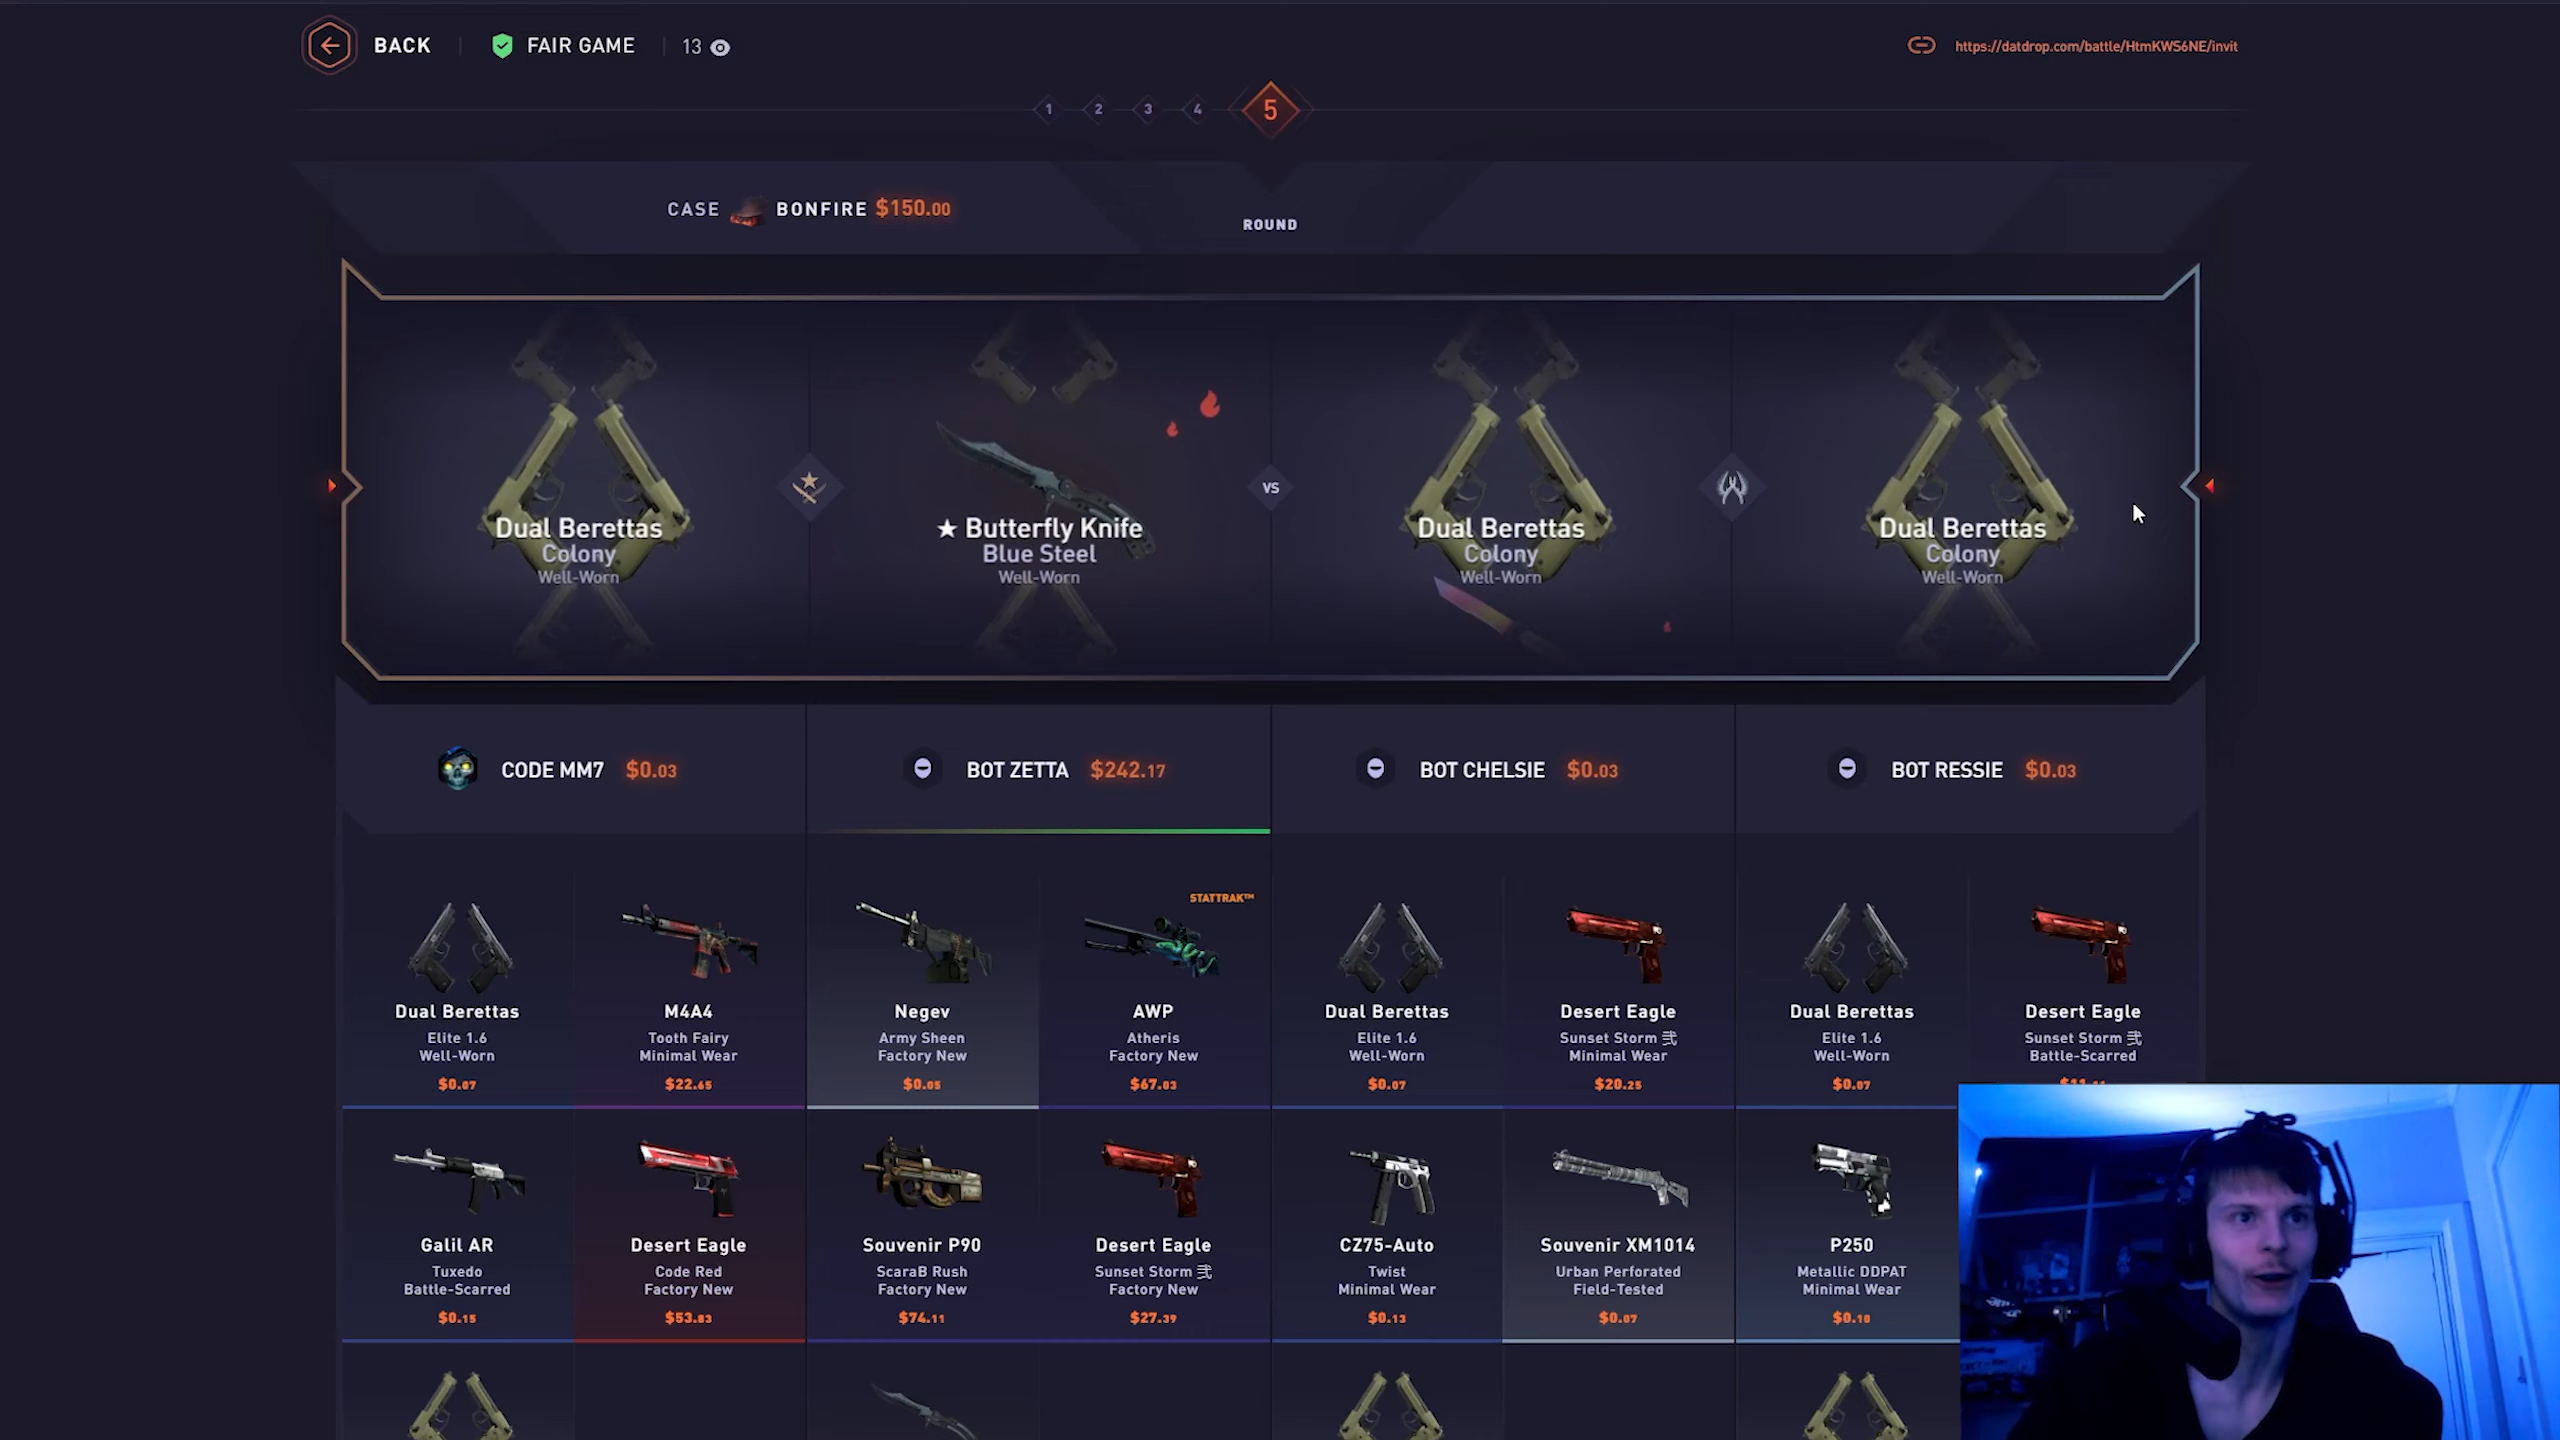 BACK
FAIR GAME
13
https://datdrop.com/battle/HtmKWS6NE/invit
1
2
3
4
5
CASE BONFIRE $150.00
ROUND
Dual Berettas
Colony
Well-Worn
★ Butterfly Knife
Blue Steel
Well-Worn
VS
Dual Berettas
Colony
Well-Worn
Dual Berettas
Colony
Well-Worn
CODE MM7 $0.03
BOT ZETTA $242.17
BOT CHELSIE $0.03
BOT RESSIE $0.03
Dual Berettas
Elite 1.6
Well-Worn
$0.07
M4A4
Tooth Fairy
Minimal Wear
$22.65
Negev
Army Sheen
Factory New
$0.05
STATTRAK™
AWP
Atheris
Factory New
$67.03
Dual Berettas
Elite 1.6
Well-Worn
$0.07
Desert Eagle
Sunset Storm 弐
Minimal Wear
$20.25
Dual Berettas
Elite 1.6
Well-Worn
$0.07
Desert Eagle
Sunset Storm 弐
Battle-Scarred
Galil AR
Tuxedo
Battle-Scarred
$0.15
Desert Eagle
Code Red
Factory New
$53.83
Souvenir P90
ScaraB Rush
Factory New
$74.11
Desert Eagle
Sunset Storm 弐
Factory New
$27.39
CZ75-Auto
Twist
Minimal Wear
$0.13
Souvenir XM1014
Urban Perforated
Field-Tested
$0.07
P250
Metallic DDPAT
Minimal Wear
$0.10